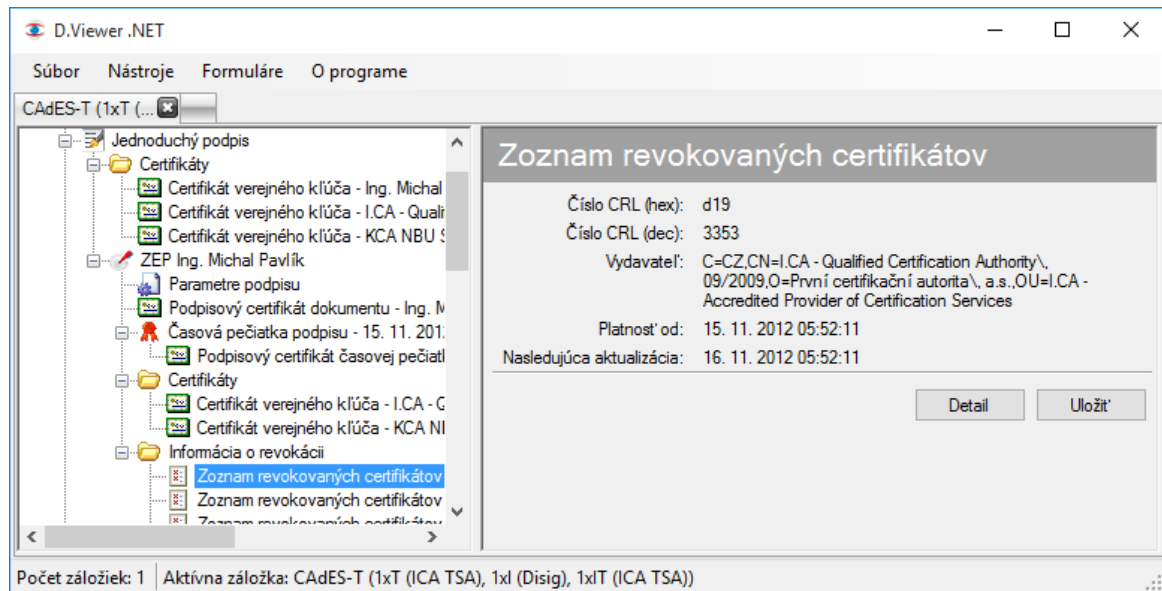 D.Viewer .NET
Súbor Nástroje Formuláre O programe
CAdES-T (1xT (...
Jednoduchý podpis
Certifikáty
Certifikát verejného kľúča - Ing. Michal
Certifikát verejného kľúča - I.CA - Quali
Certifikát verejného kľúča - KCA NBU S
ZEP Ing. Michal Pavlík
Parametre podpisu
Podpisový certifikát dokumentu - Ing. M
Časová pečiatka podpisu - 15. 11. 201
Podpisový certifikát časovej pečiatk
Certifikáty
Certifikát verejného kľúča - I.CA - Q
Certifikát verejného kľúča - KCA NB
Informácia o revokácii
Zoznam revokovaných certifikátov
Zoznam revokovaných certifikátov
Zoznam revokovaných certifikátov
Zoznam revokovaných certifikátov
Číslo CRL (hex): d19
Číslo CRL (dec): 3353
Vydavateľ: C=CZ,CN=I.CA - Qualified Certification Authority\,
09/2009,O=První certifikační autorita\, a.s.,OU=I.CA -
Accredited Provider of Certification Services
Platnosť od: 15. 11. 2012 05:52:11
Nasledujúca aktualizácia: 16. 11. 2012 05:52:11
Detail Uložiť
Počet záložiek: 1 Aktívna záložka: CAdES-T (1xT (ICA TSA), 1xI (Disig), 1xIT (ICA TSA))